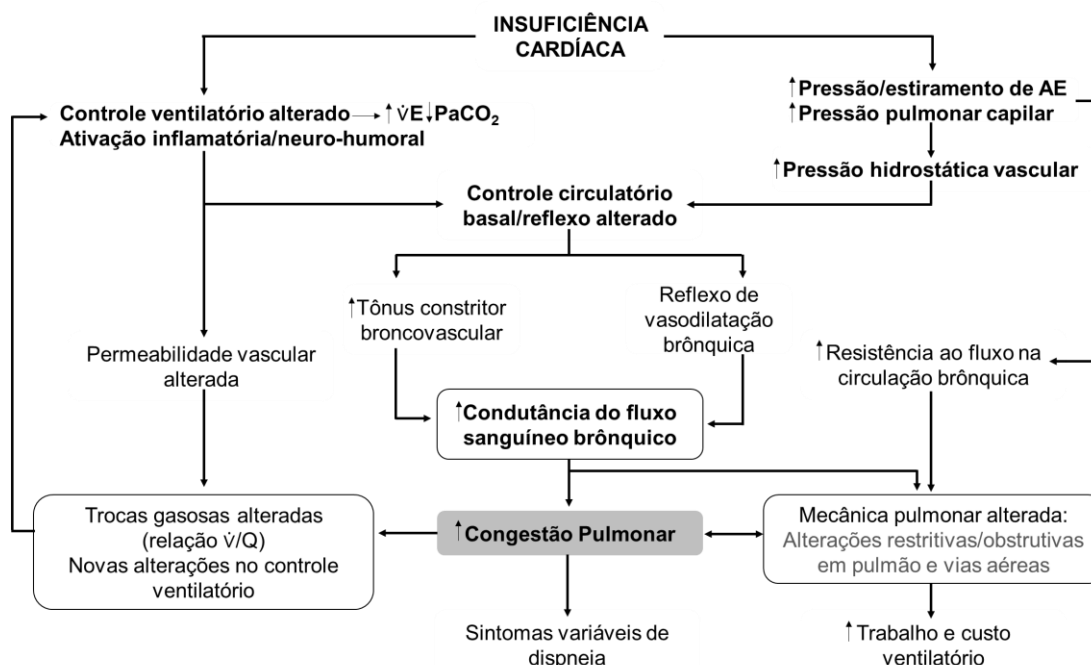 INSUFICIÊNCIA
CARDÍACA
Controle ventilatório alterado → ↑ V̇E↓PaCO₂
Ativação inflamatória/neuro-humoral
↑Pressão/estiramento de AE
↑Pressão pulmonar capilar
↑Pressão hidrostática vascular
Controle circulatório
basal/reflexo alterado
↑Tônus constritor
broncovascular
Reflexo de
vasodilatação
brônquica
Permeabilidade vascular
alterada
↑Resistência ao fluxo na
circulação brônquica
↑Condutância do fluxo
sanguíneo brônquico
Trocas gasosas alteradas
(relação V̇/Q)
Novas alterações no controle
ventilatório
↑Congestão Pulmonar
Mecânica pulmonar alterada:
Alterações restritivas/obstrutivas
em pulmão e vias aéreas
Sintomas variáveis de
dispneia
↑Trabalho e custo
ventilatório